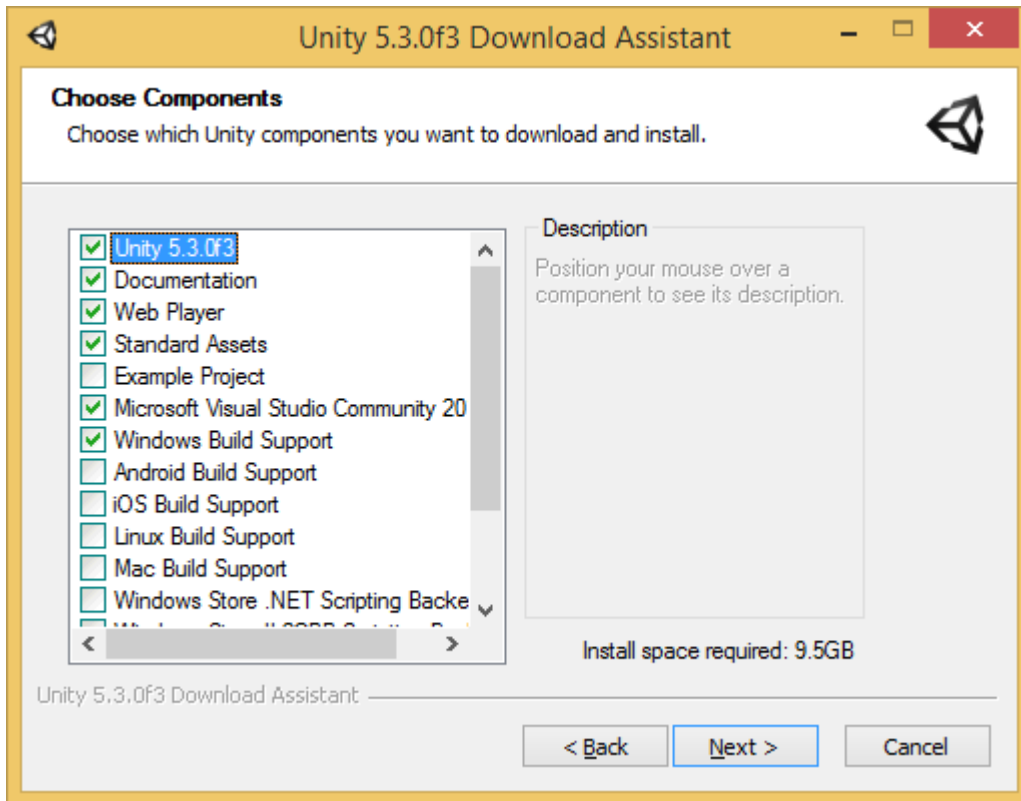 Unity 5.3.0f3 Download Assistant
Choose Components
Choose which Unity components you want to download and install.
Unity 5.3.0f3
Documentation
Web Player
Standard Assets
Example Project
Microsoft Visual Studio Community 20
Windows Build Support
Android Build Support
iOS Build Support
Linux Build Support
Mac Build Support
Windows Store .NET Scripting Backe
Description
Position your mouse over a
component to see its description.
Install space required: 9.5GB
Unity 5.3.0f3 Download Assistant
< Back
Next >
Cancel